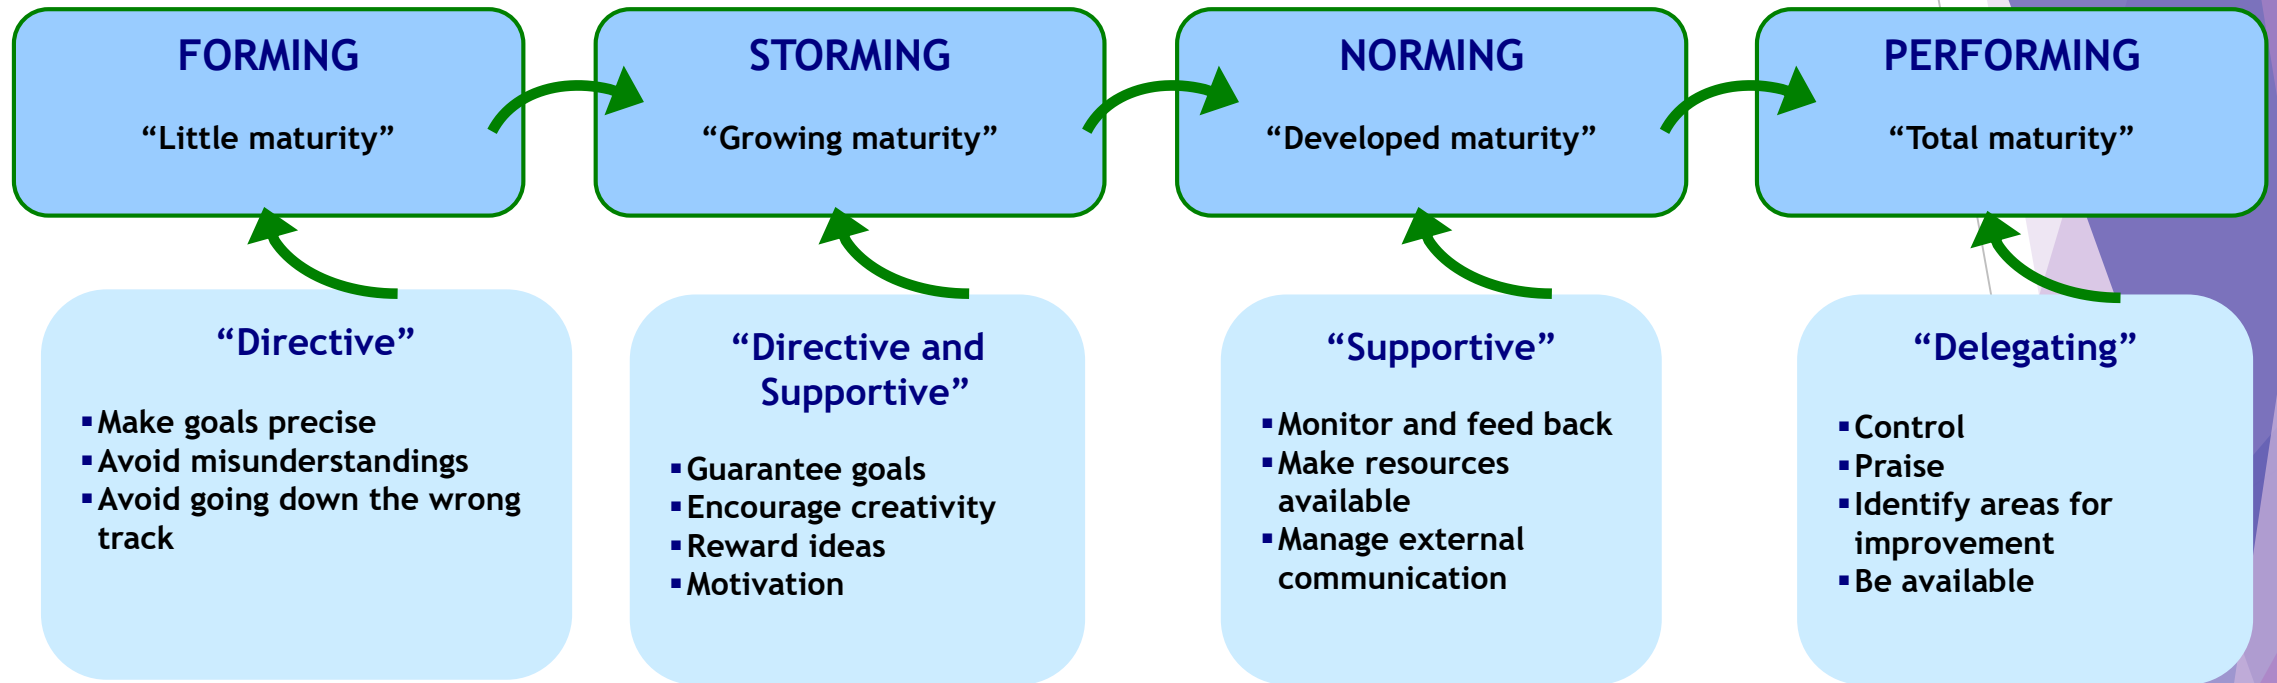 FORMING
“Little maturity”
STORMING
“Growing maturity”
NORMING
“Developed maturity”
PERFORMING
“Total maturity”
“Directive”
▪Make goals precise
▪Avoid misunderstandings
▪Avoid going down the wrong
track
“Directive and
Supportive”
▪Guarantee goals
▪Encourage creativity
▪Reward ideas
▪Motivation
“Supportive”
▪Monitor and feed back
▪Make resources
available
▪Manage external
communication
“Delegating”
▪Control
▪Praise
▪Identify areas for
improvement
▪Be available